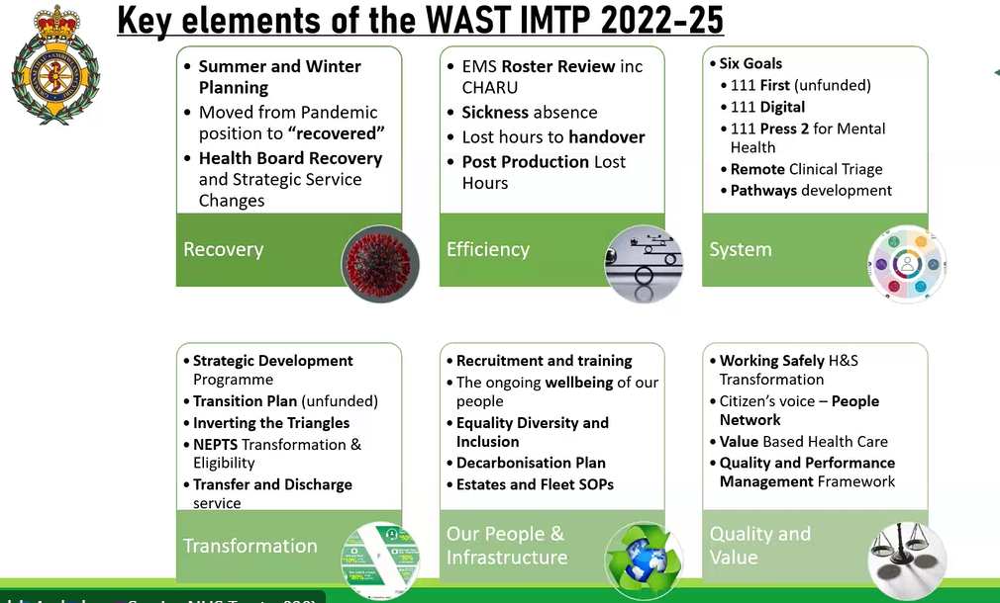 Key elements of the WAST IMTP 2022-25
• Summer and Winter
Planning
• Moved from Pandemic
position to “recovered”
• Health Board Recovery
and Strategic Service
Changes
Recovery
• EMS Roster Review inc
CHARU
• Sickness absence
• Lost hours to handover
• Post Production Lost
Hours
Efficiency
• Six Goals
• 111 First (unfunded)
• 111 Digital
• 111 Press 2 for Mental
Health
• Remote Clinical Triage
• Pathways development
System
• Strategic Development
Programme
• Transition Plan (unfunded)
• Inverting the Triangles
• NEPTS Transformation &
Eligibility
• Transfer and Discharge
service
Transformation
• Recruitment and training
• The ongoing wellbeing of our
people
• Equality Diversity and
Inclusion
• Decarbonisation Plan
• Estates and Fleet SOPs
Our People &
Infrastructure
• Working Safely H&S
Transformation
• Citizen’s voice – People
Network
• Value Based Health Care
• Quality and Performance
Management Framework
Quality and
Value